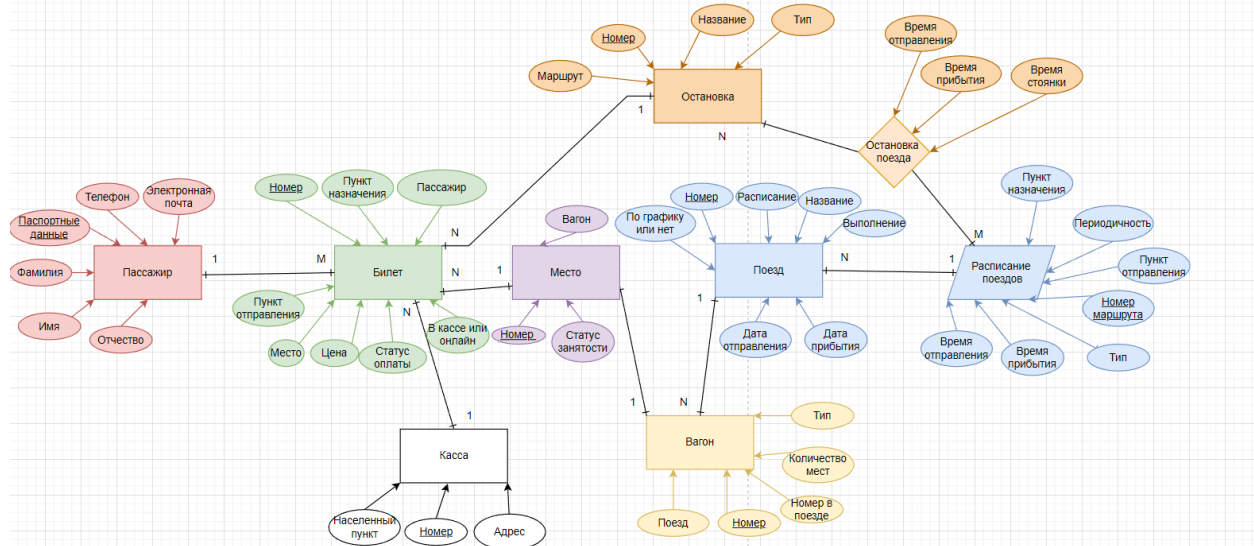 Название
Тип
Номер
Время
отправления
Маршрут
Время
прибытия
Время
стоянки
Остановка
1
N
Остановка
поезда
Пункт
назначения
Номер
Пункт
назначения
Пассажир
Телефон
Электронная
почта
Паспортные
данные
Вагон
Номер
Расписание
Название
По графику
или нет
Выполнение
Периодичность
N
M
Фамилия
Пассажир
1
M
Билет
N
1
Место
Поезд
N
1
Расписание
поездов
Пункт
отправления
Имя
Отчество
Пункт
отправления
N
1
Номер
маршрута
Место
Цена
Статус
оплаты
В кассе или
онлайн
Номер
Статус
занятости
Дата
отправления
Дата
прибытия
Время
отправления
Время
прибытия
Тип
1
1
N
Касса
Вагон
Тип
Количество
мест
Номер в
поезде
Населенный
пункт
Номер
Адрес
Поезд
Номер